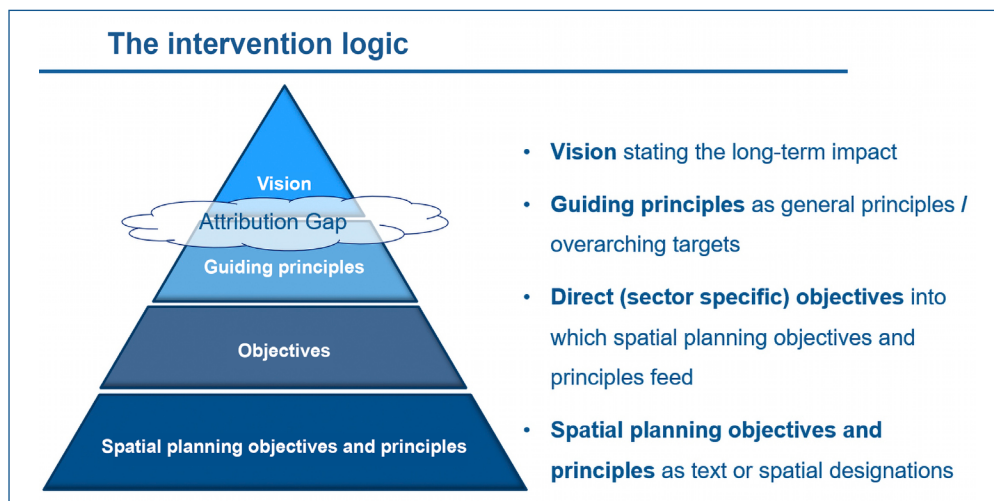 The intervention logic
Vision
Attribution Gap
Guiding principles
Objectives
Spatial planning objectives and principles
• Vision stating the long-term impact
• Guiding principles as general principles /
overarching targets
• Direct (sector specific) objectives into
which spatial planning objectives and
principles feed
• Spatial planning objectives and
principles as text or spatial designations